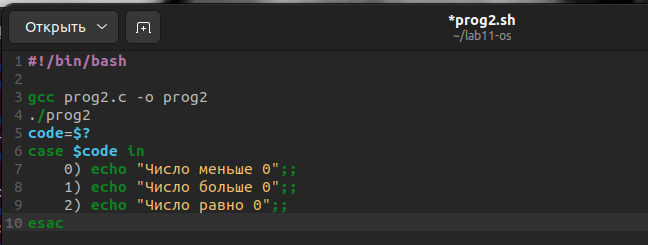 Открыть
*prog2.sh
~/lab11-os
1 #!/bin/bash
2
3 gcc prog2.c -o prog2
4 ./prog2
5 code=$?
6 case $code in
7     0) echo "Число меньше 0";;
8     1) echo "Число больше 0";;
9     2) echo "Число равно 0";;
10 esac